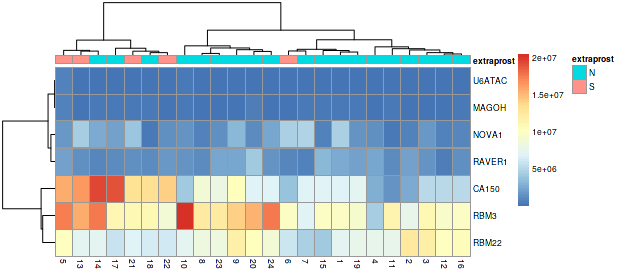 extraprost
U6ATAC
MAGOH
NOVA1
RAVER1
CA150
RBM3
RBM22
5 13 14 17 21 18 22 10 8 23 9 20 24 6 7 15 1 19 4 11 2 3 12 16
2e+07
1.5e+07
1e+07
5e+06
extraprost
N
S